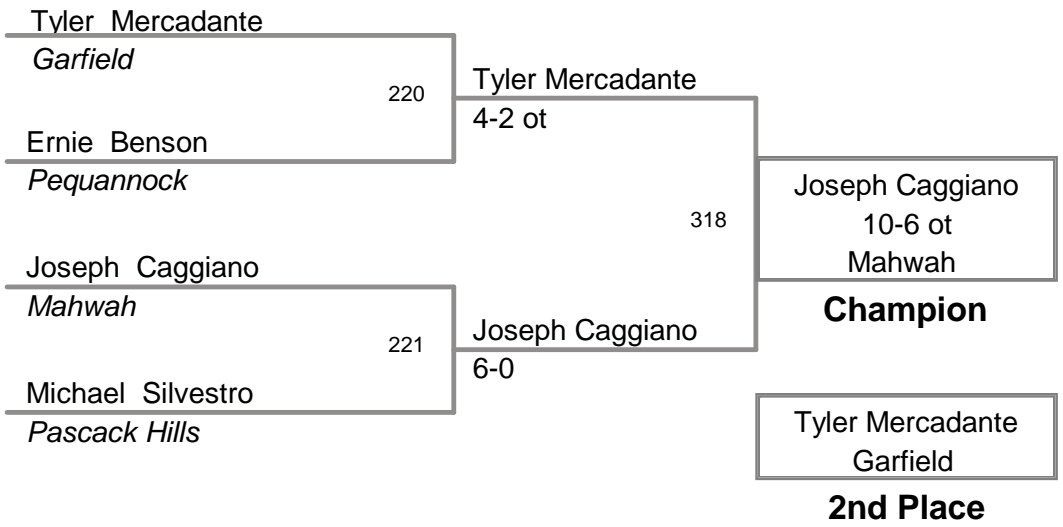 Tyler Mercadante
Garfield
220
Ernie Benson
Pequannock
Tyler Mercadante
4-2 ot
Joseph Caggiano
Mahwah
221
Michael Silvestro
Pascack Hills
Joseph Caggiano
6-0
318
Joseph Caggiano
10-6 ot
Mahwah
Champion
Tyler Mercadante
Garfield
2nd Place